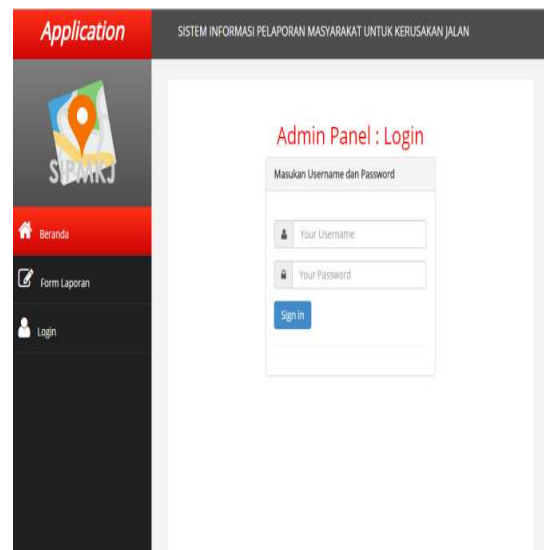 Application
SISTEM INFORMASI PELAPORAN MASYARAKAT UNTUK KERUSAKAN JALAN
SIPMKJ
Beranda
Form Laporan
Login
Admin Panel : Login
Masukan Username dan Password
Your Username
Your Password
Sign in